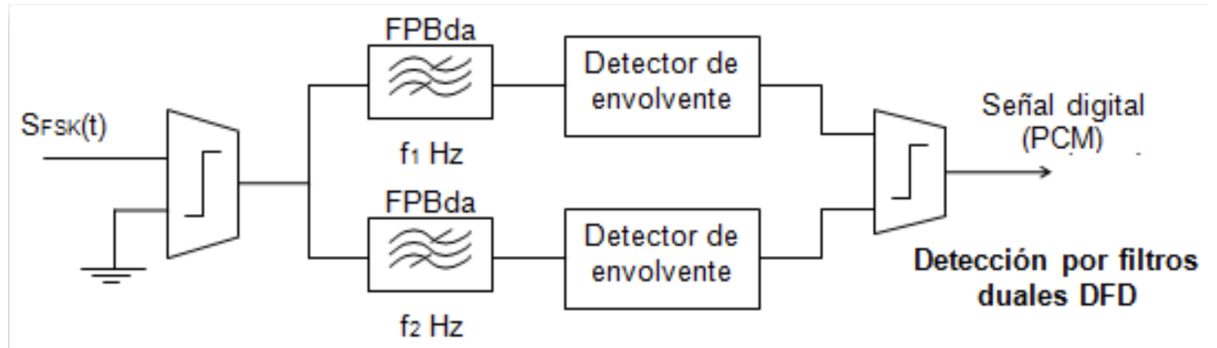 FPBda
Detector de
envolvente
SFSK(t)
f1 Hz
Señal digital
(PCM)
FPBda
Detector de
envolvente
f2 Hz
Detección por filtros
duales DFD